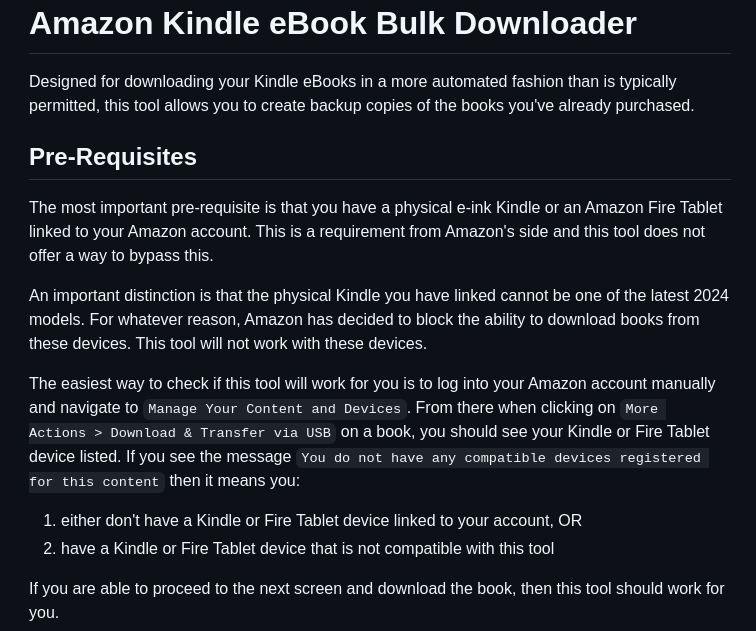 Amazon Kindle eBook Bulk Downloader
Designed for downloading your Kindle eBooks in a more automated fashion than is typically
permitted, this tool allows you to create backup copies of the books you've already purchased.
Pre-Requisites
The most important pre-requisite is that you have a physical e-ink Kindle or an Amazon Fire Tablet
linked to your Amazon account. This is a requirement from Amazon's side and this tool does not
offer a way to bypass this.
An important distinction is that the physical Kindle you have linked cannot be one of the latest 2024
models. For whatever reason, Amazon has decided to block the ability to download books from
these devices. This tool will not work with these devices.
The easiest way to check if this tool will work for you is to log into your Amazon account manually
and navigate to Manage Your Content and Devices. From there when clicking on More
Actions > Download & Transfer via USB on a book, you should see your Kindle or Fire Tablet
device listed. If you see the message You do not have any compatible devices registered
for this content then it means you:
1. either don't have a Kindle or Fire Tablet device linked to your account, OR
2. have a Kindle or Fire Tablet device that is not compatible with this tool
If you are able to proceed to the next screen and download the book, then this tool should work for
you.